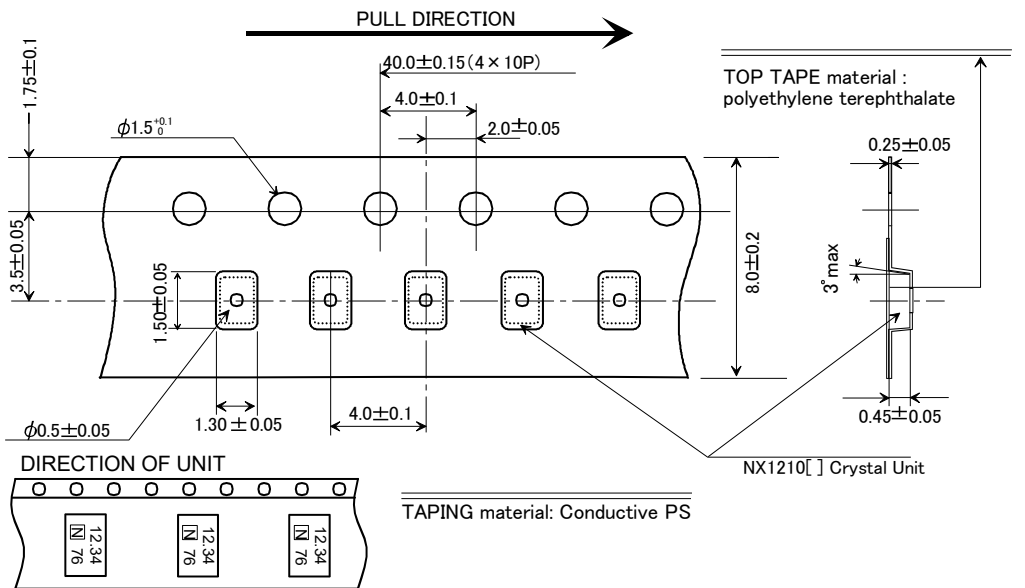 PULL DIRECTION
1.75±0.1
40.0±0.15(4×10P)
4.0±0.1
2.0±0.05
φ1.5 +0.1 0
TOP TAPE material :
polyethylene terephthalate
0.25±0.05
3.5±0.05
1.50±0.05
8.0±0.2
3°max
1.30±0.05
4.0±0.1
0.45±0.05
φ0.5±0.05
NX1210[ ] Crystal Unit
DIRECTION OF UNIT
TAPING material: Conductive PS
12.34
N 76
12.34
N 76
12.34
N 76